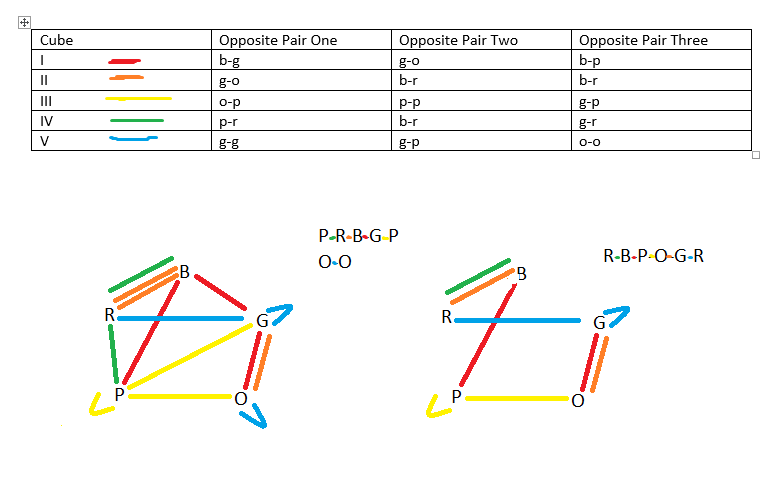 Cube Opposite Pair One Opposite Pair Two Opposite Pair Three
I b-g g-o b-p
II g-o b-r b-r
III o-p p-p g-p
IV p-r b-r g-r
V g-g g-p o-o
P-R-B-G-P
O-O
R-B-P-O-G-R
B
R
G
P
O
B
R
G
P
O